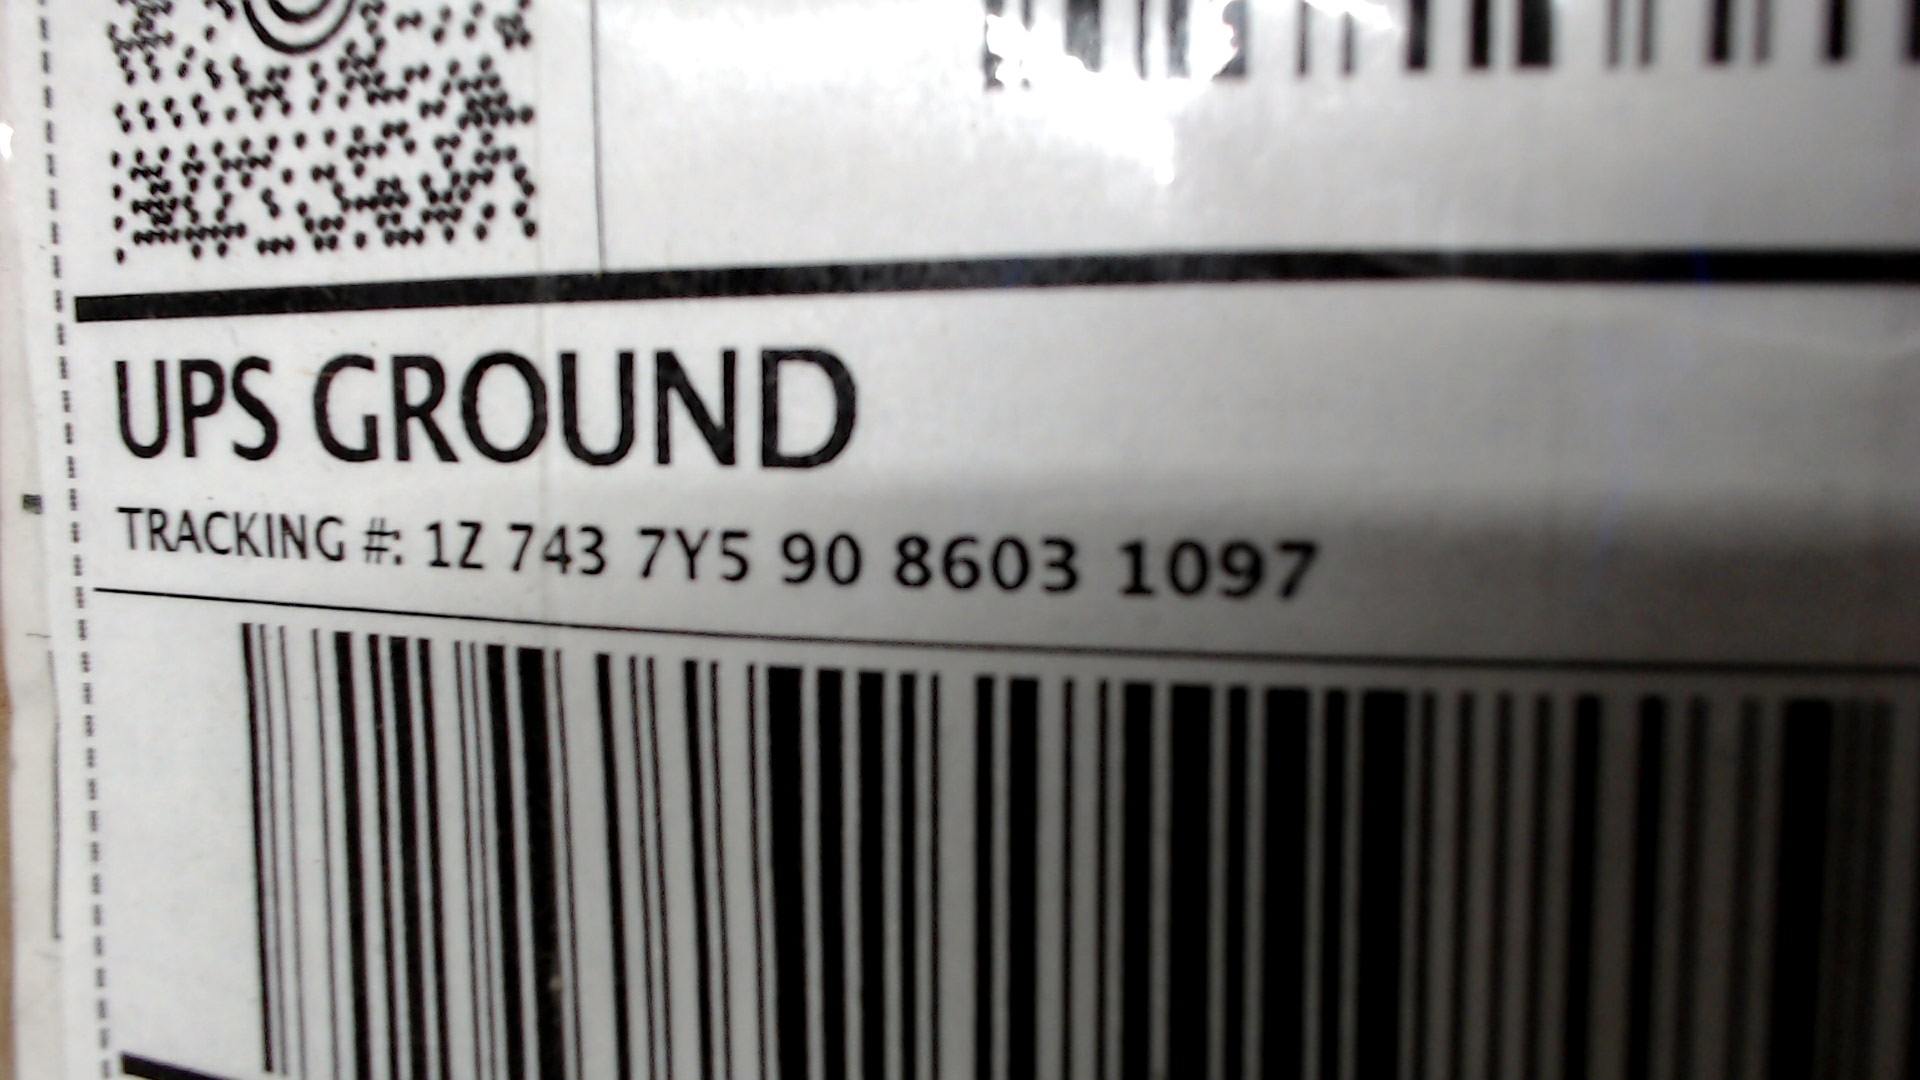 UPS GROUND
TRACKING #: 1Z 743 7Y5 90 8603 1097